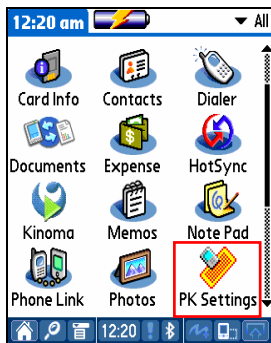 12:20 am
All
Card Info Contacts Dialer
Documents Expense HotSync
Kinoma Memos Note Pad
Phone Link Photos PK Settings
12:20